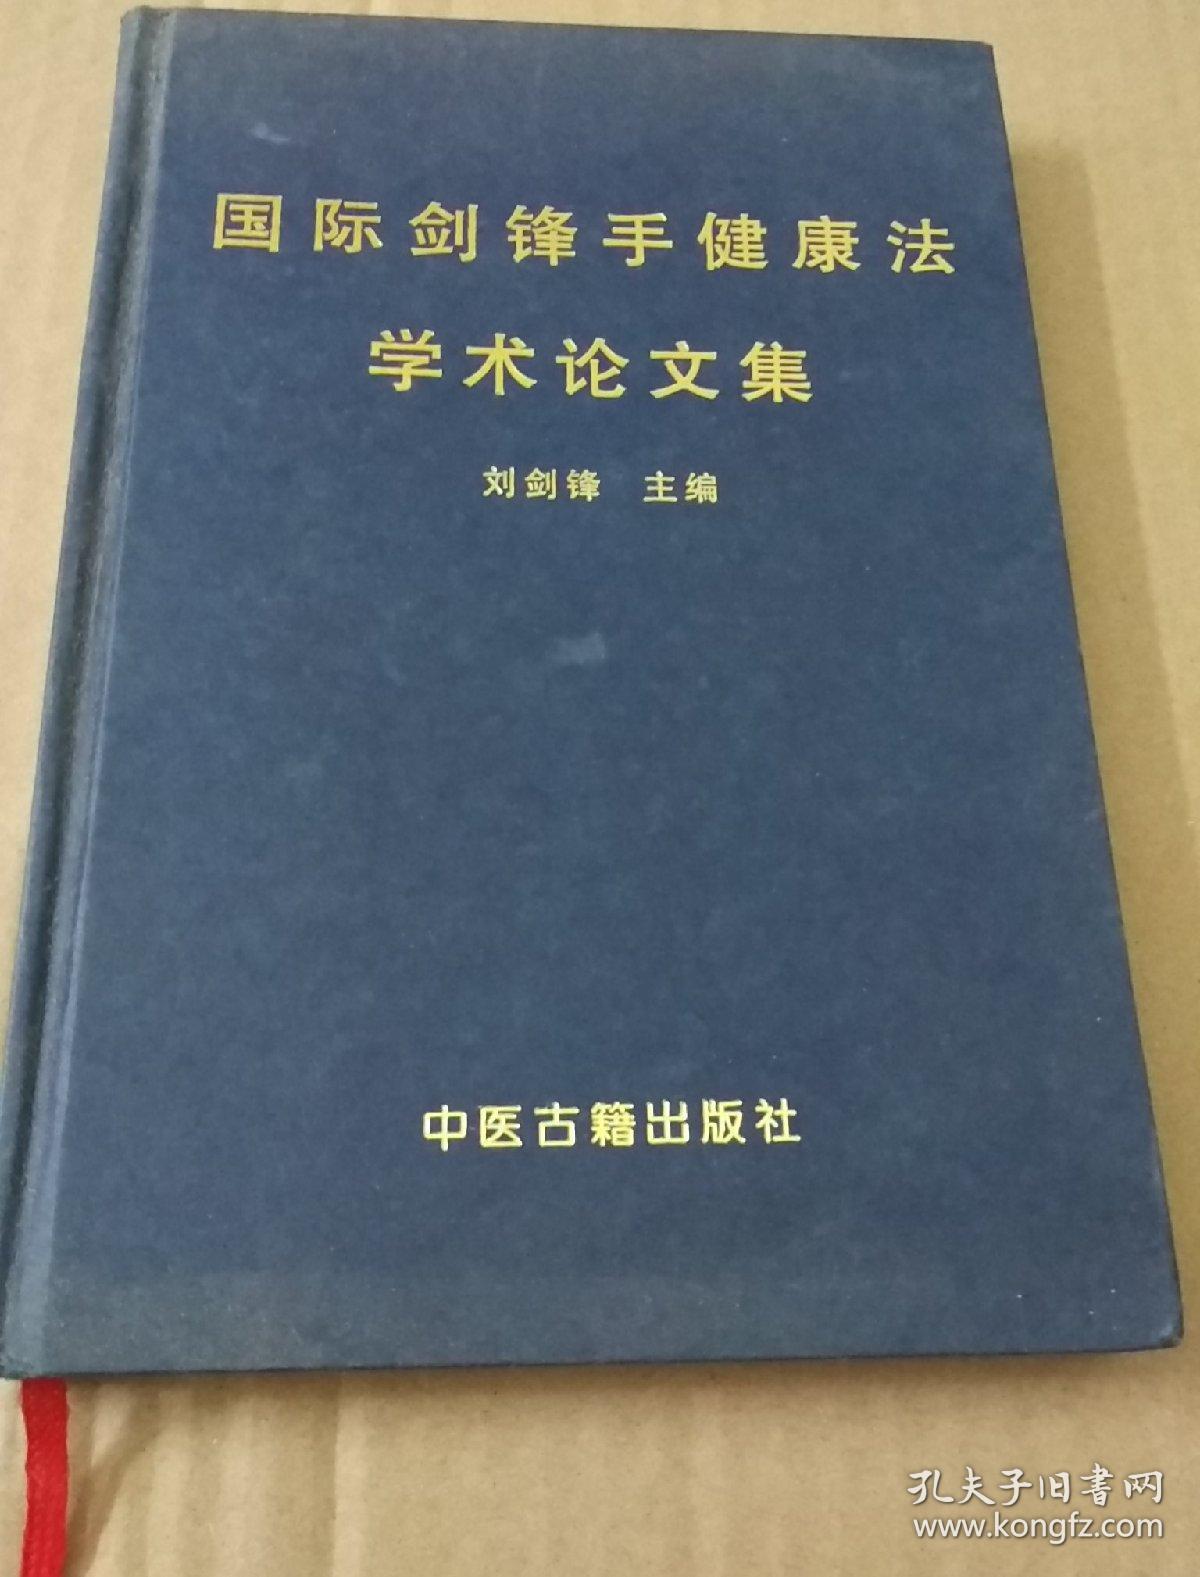 国际剑锋手健康法
学术论文集
刘剑锋 主编
中医古籍出版社
孔夫子旧书网
www.kongfz.com